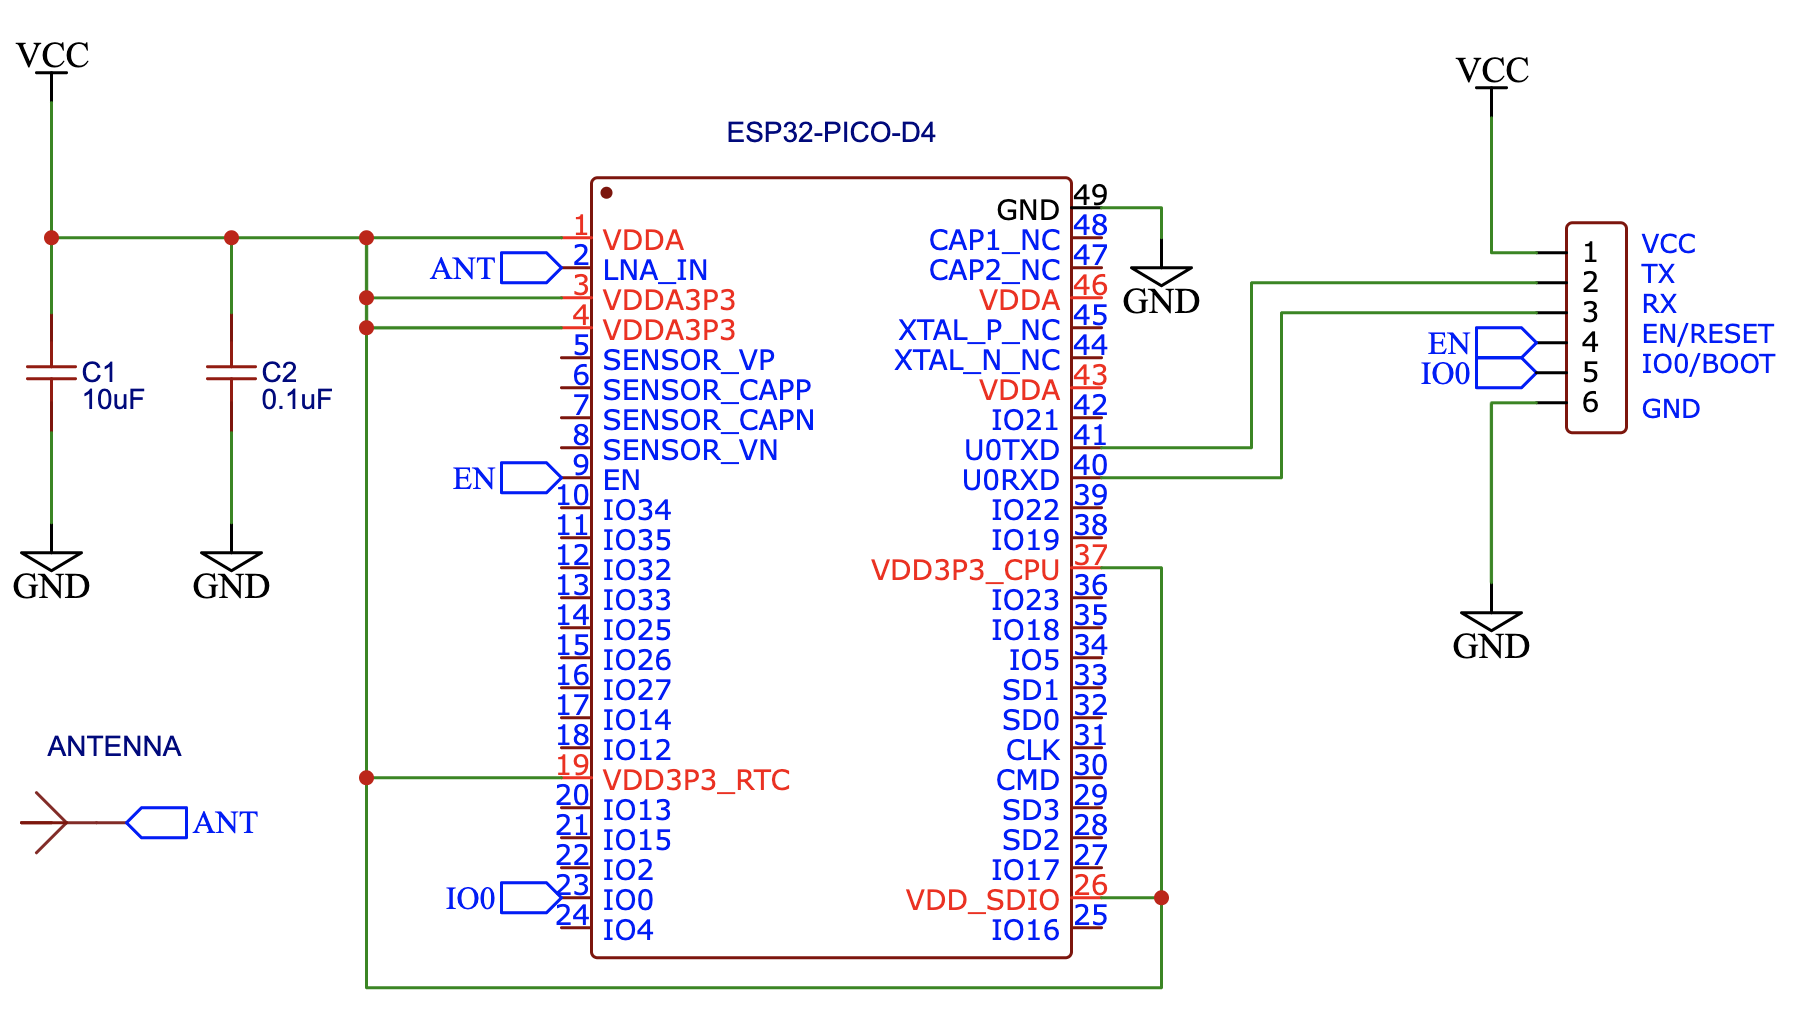 VCC
C1
10uF
GND
C2
0.1uF
GND
ANTENNA
ANT
ESP32-PICO-D4
1 VDDA
ANT 2 LNA_IN
3 VDDA3P3
4 VDDA3P3
5 SENSOR_VP
6 SENSOR_CAPP
7 SENSOR_CAPN
8 SENSOR_VN
EN 9 EN
10 IO34
11 IO35
12 IO32
13 IO33
14 IO25
15 IO26
16 IO27
17 IO14
18 IO12
19 VDD3P3_RTC
20 IO13
21 IO15
22 IO2
IO0 23 IO0
24 IO4
GND 49
CAP1_NC 48
CAP2_NC 47
VDDA 46
XTAL_P_NC 45
XTAL_N_NC 44
VDDA 43
IO21 42
U0TXD 41
U0RXD 40
IO22 39
IO19 38
VDD3P3_CPU 37
IO23 36
IO18 35
IO5 34
SD1 33
SD0 32
CLK 31
CMD 30
SD3 29
SD2 28
IO17 27
VDD_SDIO 26
IO16 25
GND
VCC
1 VCC
2 TX
3 RX
EN 4 EN/RESET
IO0 5 IO0/BOOT
6 GND
GND